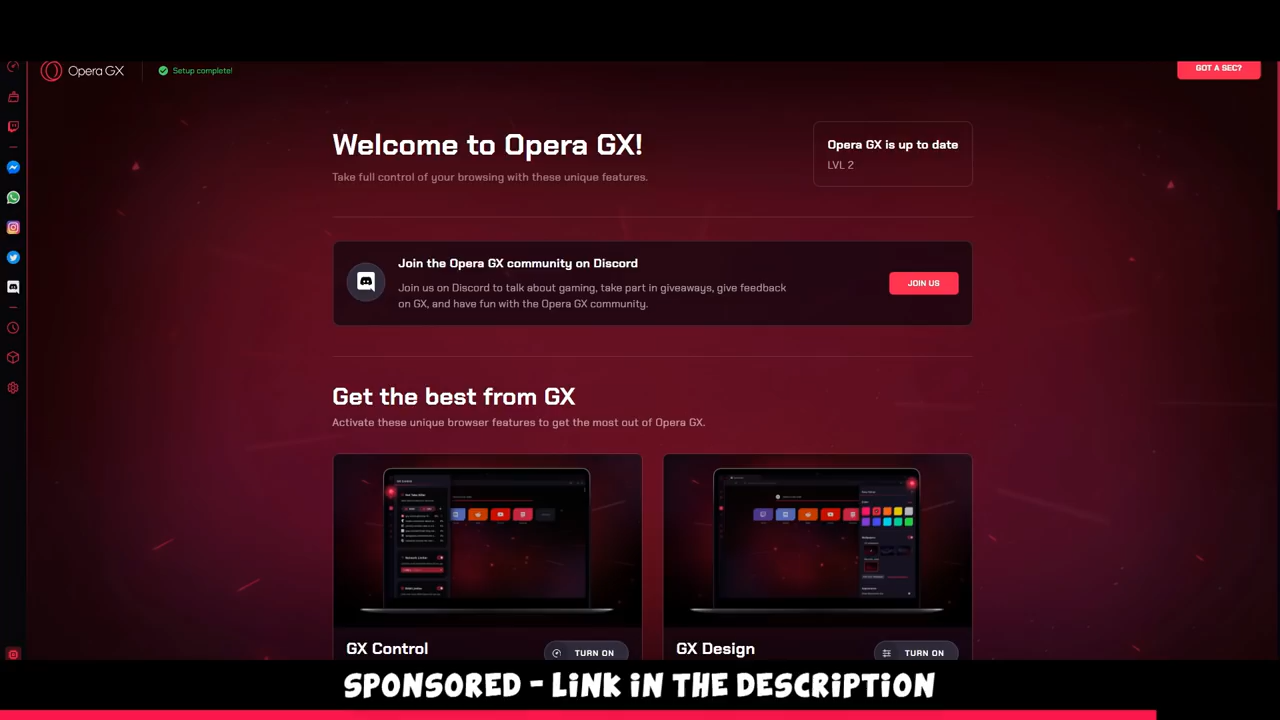 Opera GX
Setup complete!
GOT A SEC?
Welcome to Opera GX!
Take full control of your browsing with these unique features.
Opera GX is up to date
LVL 2
Join the Opera GX community on Discord
Join us on Discord to talk about gaming, take part in giveaways, give feedback
on GX, and have fun with the Opera GX community.
JOIN US
Get the best from GX
Activate these unique browser features to get the most out of Opera GX.
GX Control
TURN ON
GX Design
TURN ON
SPONSORED - LINK IN THE DESCRIPTION